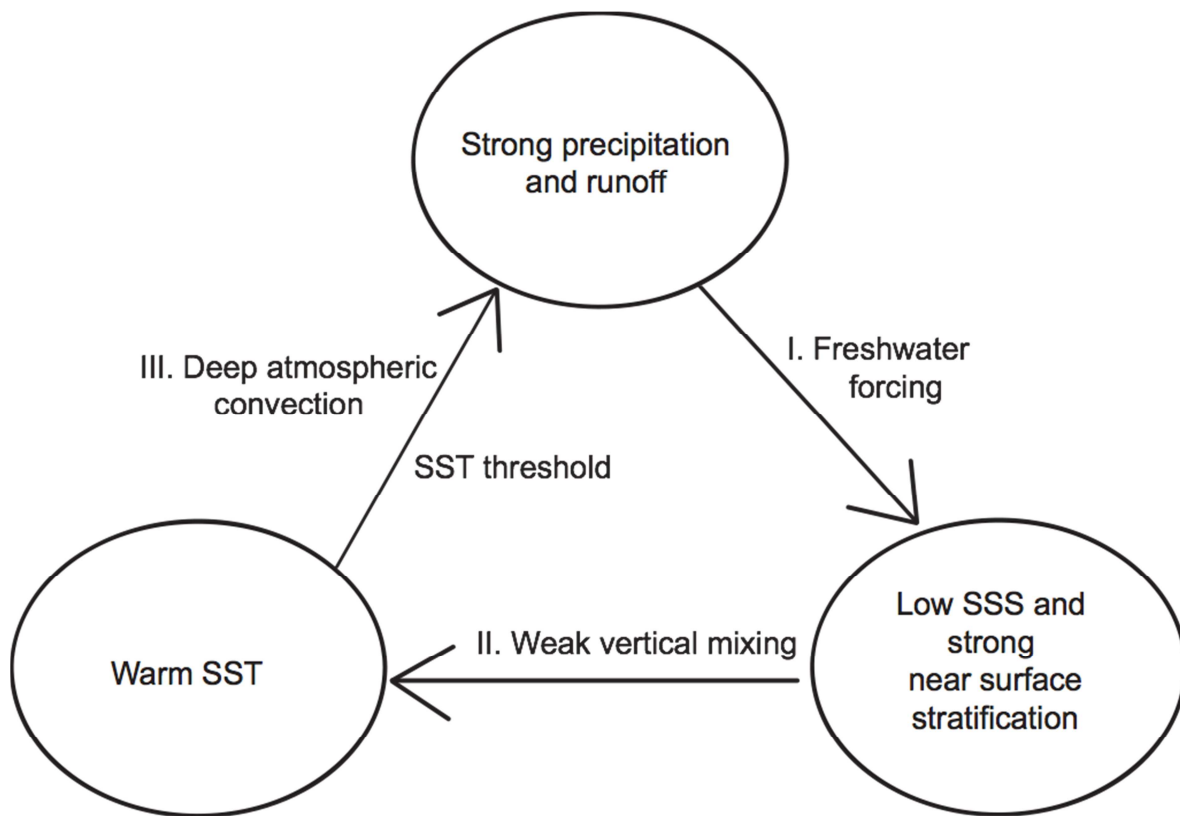 Strong precipitation
and runoff
III. Deep atmospheric
convection
I. Freshwater
forcing
SST threshold
Warm SST
II. Weak vertical mixing
Low SSS and
strong
near surface
stratification